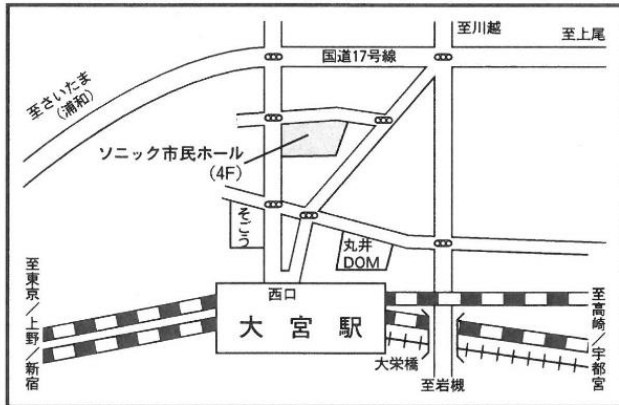 至川越
至上尾
国道17号線
至さいたま
(浦和)
ソニック市民ホール
(4F)
そごう
丸井
DOM
西口
大宮駅
大栄橋
至岩槻
至東京/上野/新宿
至高崎/宇都宮